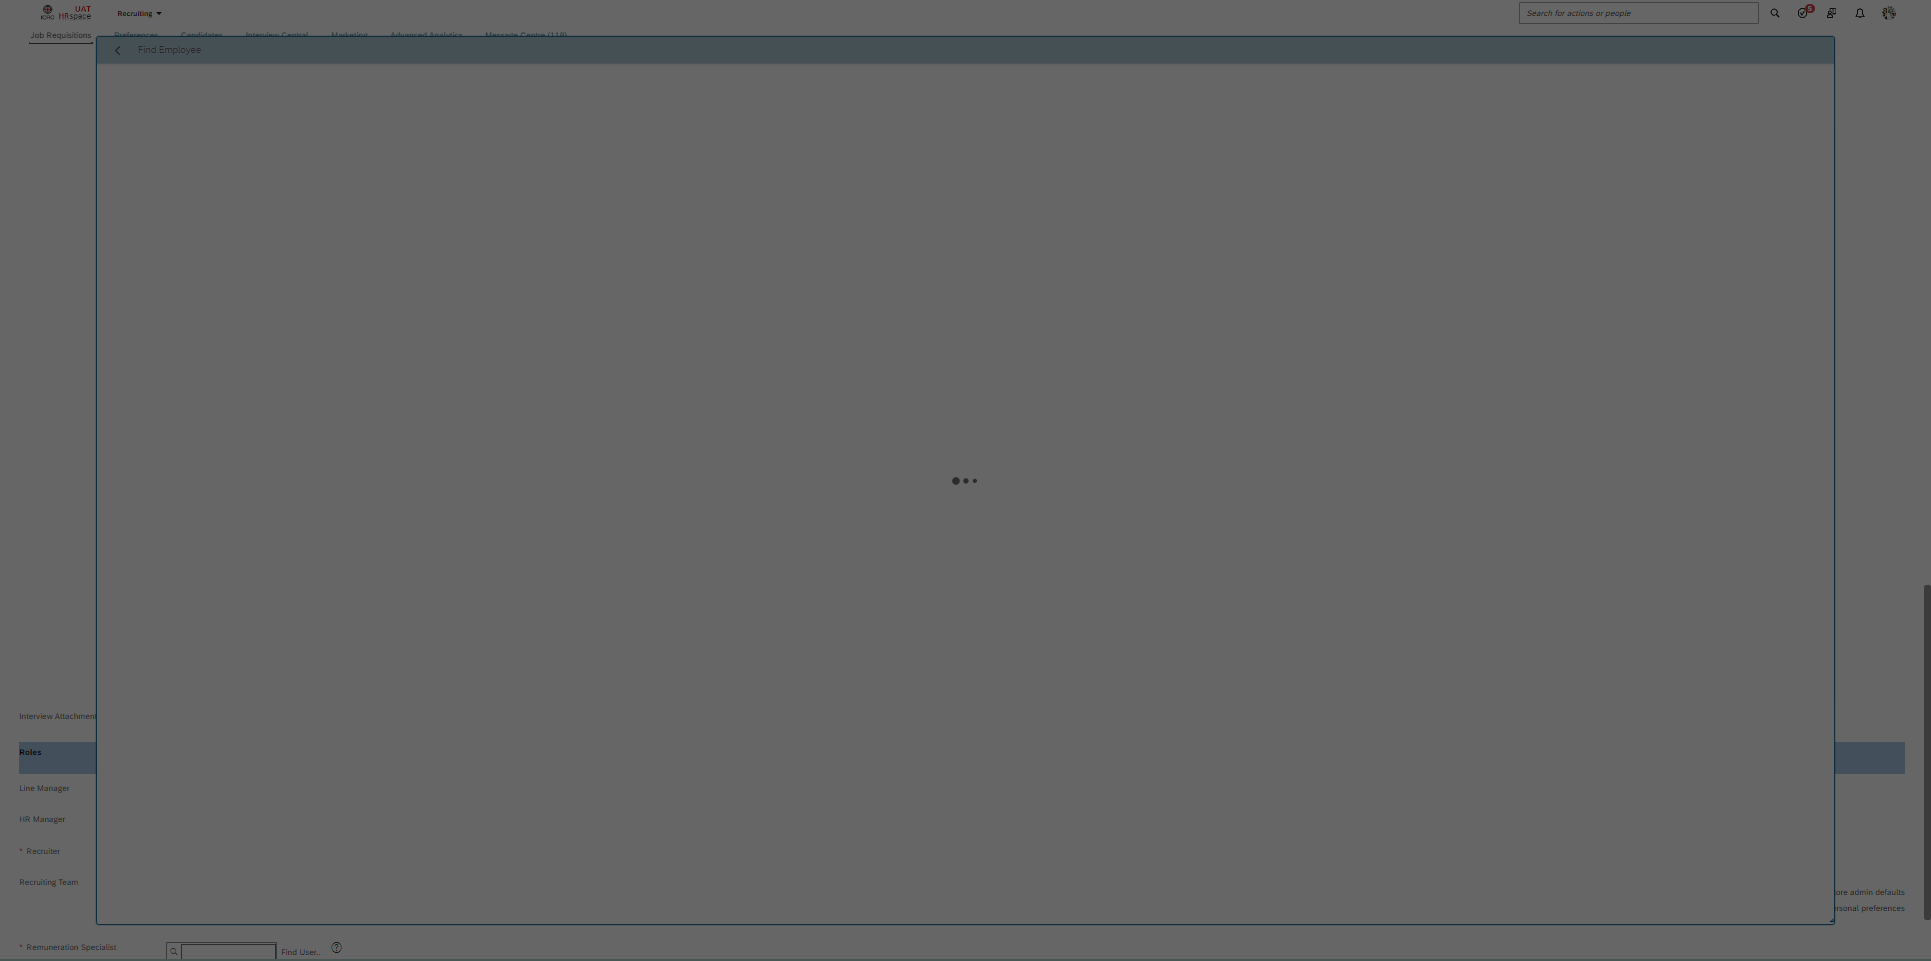 UAT
ICRC HRspace
Recruiting
Search for actions or people
5
Job Requisitions Preferences Candidates Interview Central Marketing Advanced Analytics Message Centre (118)
Find Employee
Interview Attachment
Roles
Line Manager
HR Manager
* Recruiter
Recruiting Team
ore admin defaults
rsonal preferences
* Remuneration Specialist
Find User...
?